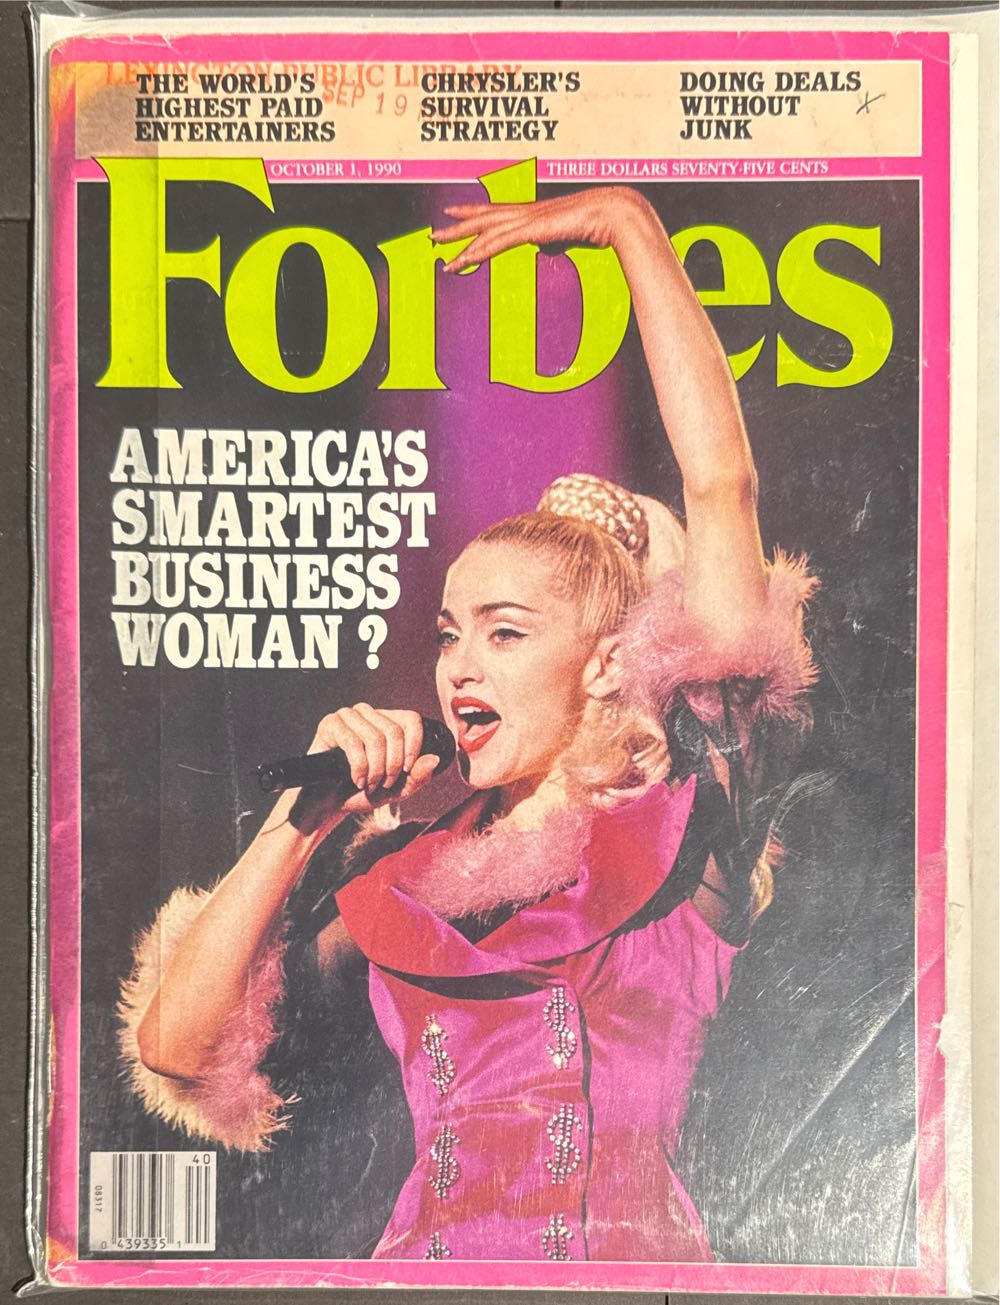 LEXINGTON PUBLIC LIBRARY
SEP 19
THE WORLD'S
HIGHEST PAID
ENTERTAINERS
CHRYSLER'S
SURVIVAL
STRATEGY
DOING DEALS
WITHOUT
JUNK
OCTOBER 1, 1990
THREE DOLLARS SEVENTY-FIVE CENTS
Forbes
AMERICA'S
SMARTEST
BUSINESS
WOMAN ?
40
08317
0 439335 1